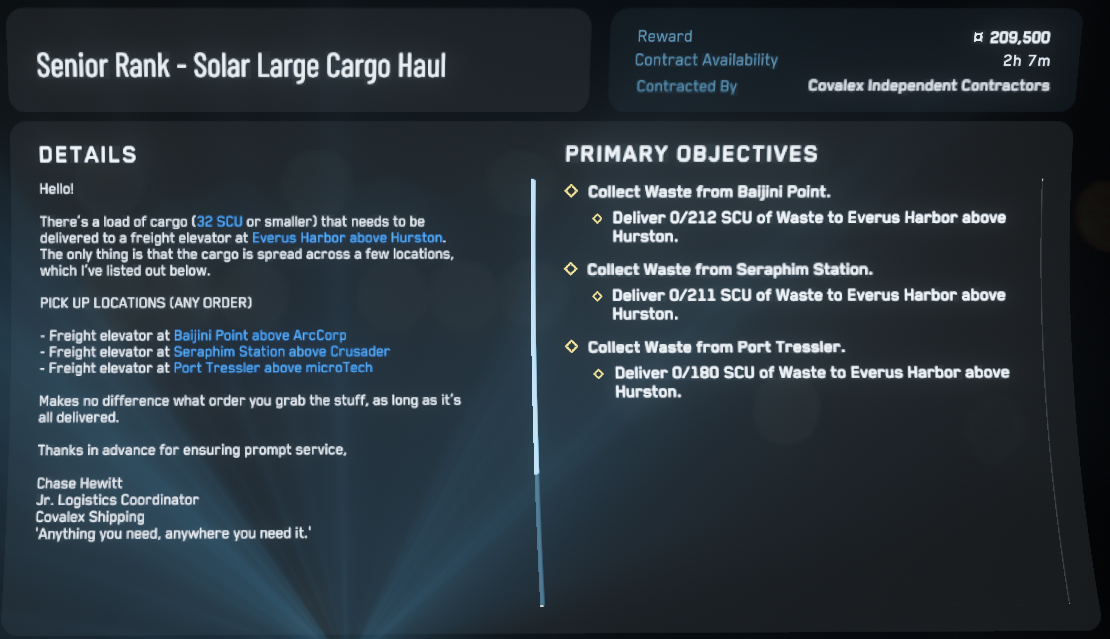 Senior Rank - Solar Large Cargo Haul
Reward ¤ 209,500
Contract Availability 2h 7m
Contracted By Covalex Independent Contractors
DETAILS
Hello!
There's a load of cargo (32 SCU or smaller) that needs to be
delivered to a freight elevator at Everus Harbor above Hurston.
The only thing is that the cargo is spread across a few locations,
which I've listed out below.
PICK UP LOCATIONS (ANY ORDER)
- Freight elevator at Baijini Point above ArcCorp
- Freight elevator at Seraphim Station above Crusader
- Freight elevator at Port Tressler above microTech
Makes no difference what order you grab the stuff, as long as it's
all delivered.
Thanks in advance for ensuring prompt service,
Chase Hewitt
Jr. Logistics Coordinator
Covalex Shipping
'Anything you need, anywhere you need it.'
PRIMARY OBJECTIVES
Collect Waste from Baijini Point.
Deliver 0/212 SCU of Waste to Everus Harbor above
Hurston.
Collect Waste from Seraphim Station.
Deliver 0/211 SCU of Waste to Everus Harbor above
Hurston.
Collect Waste from Port Tressler.
Deliver 0/180 SCU of Waste to Everus Harbor above
Hurston.